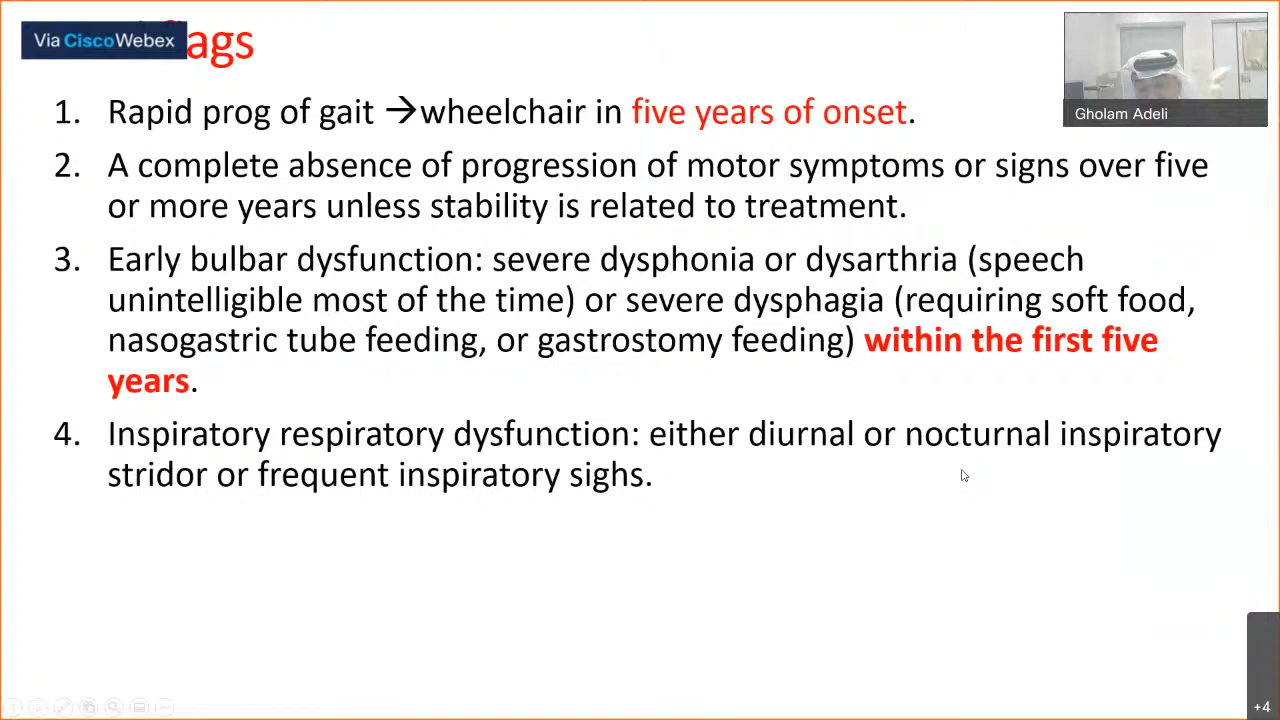 Via Cisco Webex
ags
Gholam Adeli
1. Rapid prog of gait →wheelchair in five years of onset.
2. A complete absence of progression of motor symptoms or signs over five
or more years unless stability is related to treatment.
3. Early bulbar dysfunction: severe dysphonia or dysarthria (speech
unintelligible most of the time) or severe dysphagia (requiring soft food,
nasogastric tube feeding, or gastrostomy feeding) within the first five
years.
4. Inspiratory respiratory dysfunction: either diurnal or nocturnal inspiratory
stridor or frequent inspiratory sighs.
+4